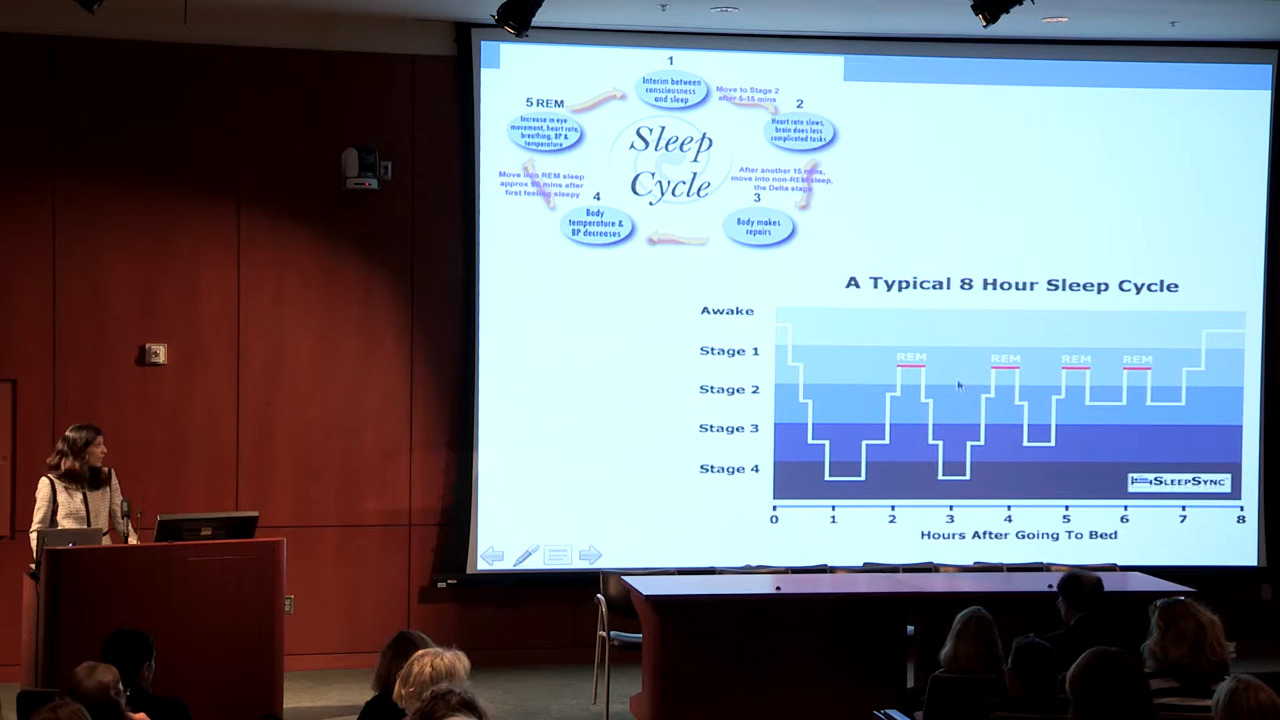 1
Interim between
consciousness
and sleep
Move to Stage 2
after 5-15 mins
2
Heart rate slows,
brain does less
complicated tasks
5 REM
Increase in eye
movement, heart rate,
breathing, BP &
temperature
Sleep
Cycle
After another 15 mins,
move into non-REM sleep,
the Delta stage
3
Body makes
repairs
Move into REM sleep
approx 90 mins after
first feeling sleepy
4
Body
temperature &
BP decreases
A Typical 8 Hour Sleep Cycle
Awake
Stage 1
Stage 2
Stage 3
Stage 4
REM
REM
REM
REM
SLEEPSYNC
0 1 2 3 4 5 6 7 8
Hours After Going To Bed